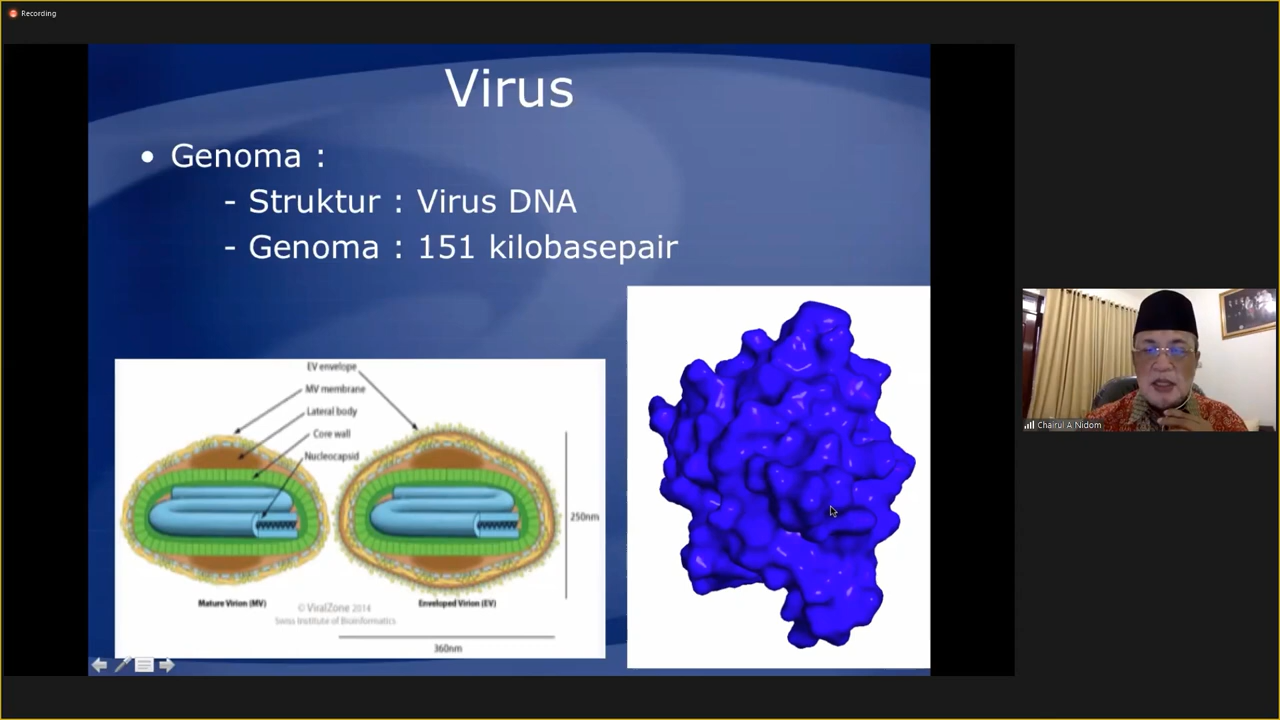 Recording
Virus
• Genoma :
- Struktur : Virus DNA
- Genoma : 151 kilobasepair
EV envelope
MV membrane
Lateral body
Core wall
Nucleocapsid
250nm
Mature Virion (MV)
Enveloped Virion (EV)
© ViralZone 2014
Swiss Institute of Bioinformatics
360nm
Chairul A Nidom